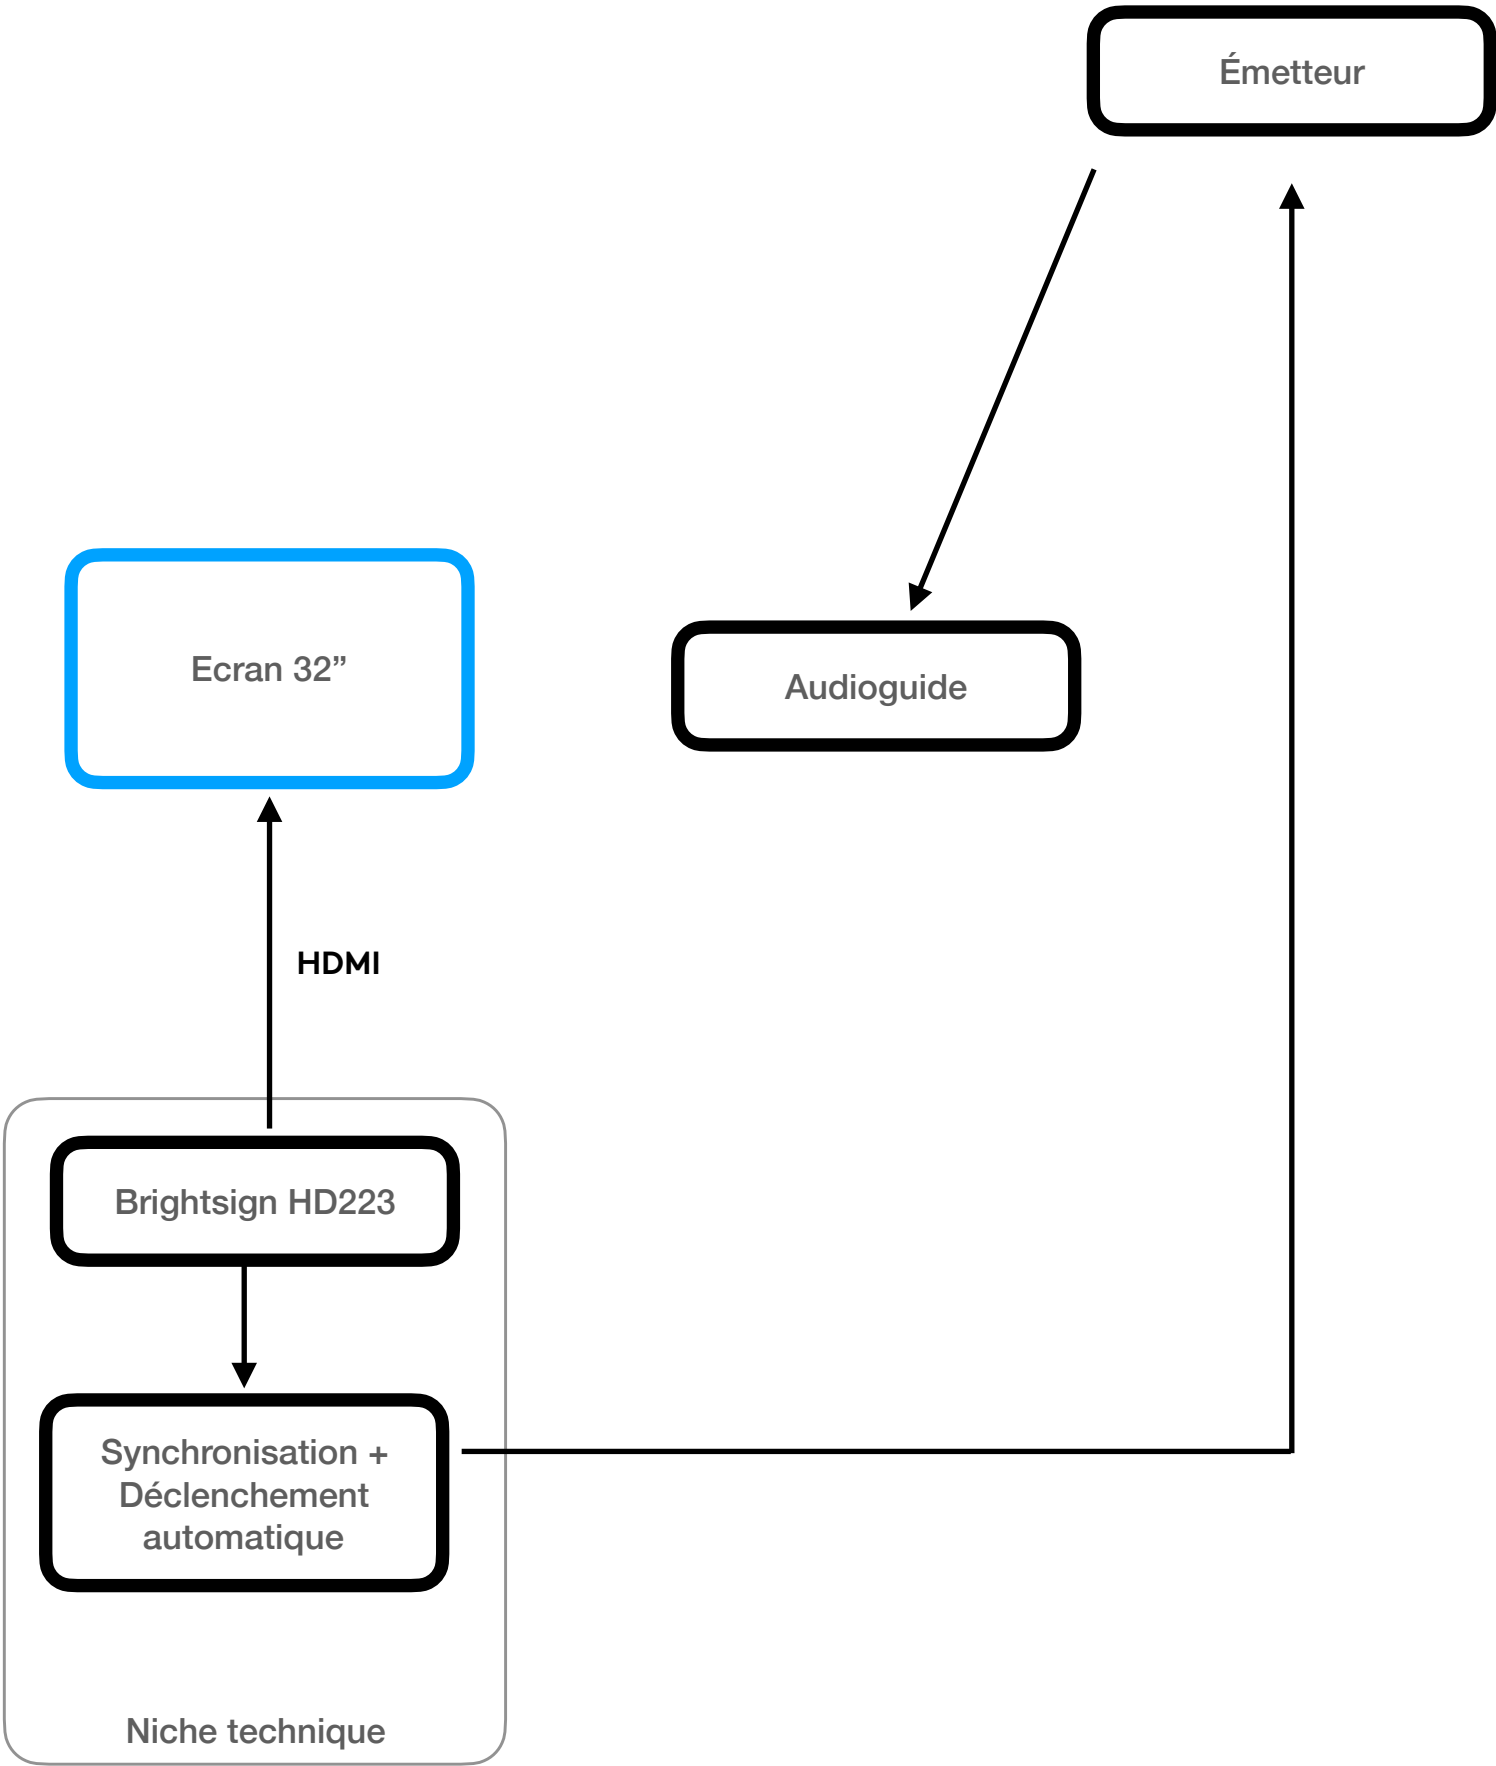 Émetteur
Ecran 32”
Audioguide
HDMI
Brightsign HD223
Synchronisation +
Déclenchement
automatique
Niche technique